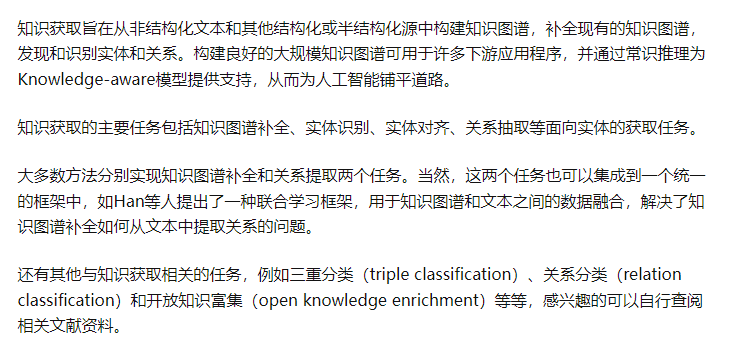 知识获取旨在从非结构化文本和其他结构化或半结构化源中构建知识图谱，补全现有的知识图谱，
发现和识别实体和关系。构建良好的大规模知识图谱可用于许多下游应用程序，并通过常识推理为
Knowledge-aware模型提供支持，从而为人工智能铺平道路。
知识获取的主要任务包括知识图谱补全、实体识别、实体对齐、关系抽取等面向实体的获取任务。
大多数方法分别实现知识图谱补全和关系提取两个任务。当然，这两个任务也可以集成到一个统一
的框架中，如Han等人提出了一种联合学习框架，用于知识图谱和文本之间的数据融合，解决了知
识图谱补全如何从文本中提取关系的问题。
还有其他与知识获取相关的任务，例如三重分类（triple classification）、关系分类（relation
classification）和开放知识富集（open knowledge enrichment）等等，感兴趣的可以自行查阅
相关文献资料。